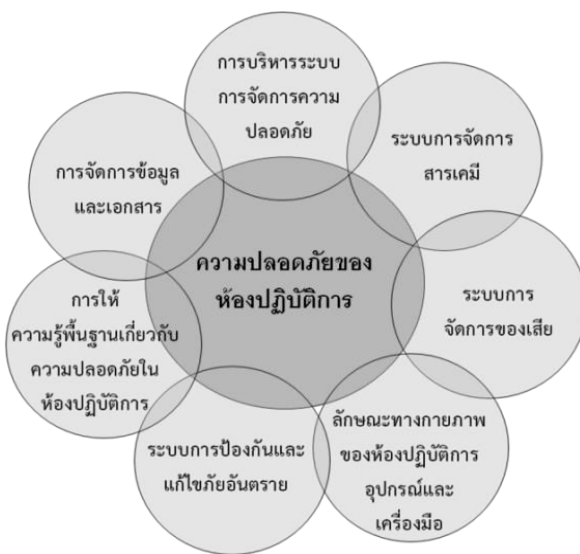 การบริหารระบบ
การจัดการความ
ปลอดภัย
ระบบการจัดการ
สารเคมี
ระบบการ
จัดการของเสีย
ลักษณะทางกายภาพ
ของห้องปฏิบัติการ
อุปกรณ์และ
เครื่องมือ
ระบบการป้องกันและ
แก้ไขภัยอันตราย
การให้
ความรู้พื้นฐานเกี่ยวกับ
ความปลอดภัยใน
ห้องปฏิบัติการ
การจัดการข้อมูล
และเอกสาร
ความปลอดภัยของ
ห้องปฏิบัติการ